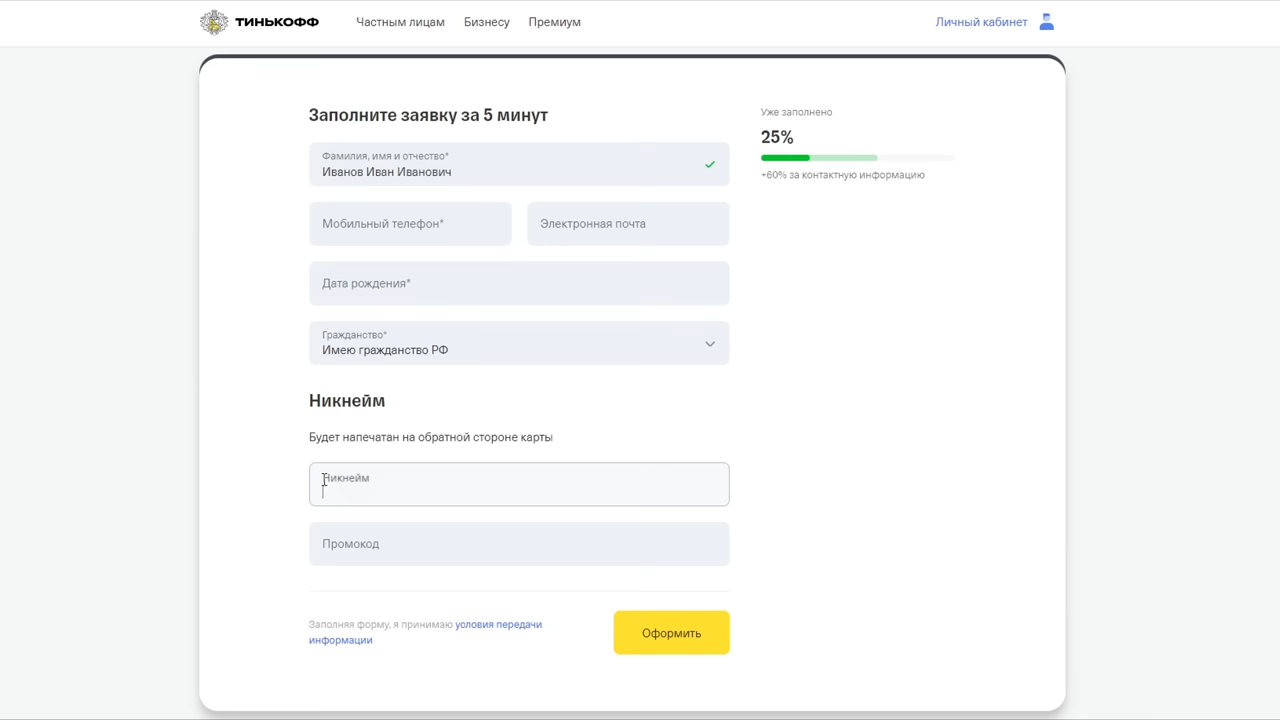 ТИНЬКОФФ Частным лицам Бизнесу Премиум Личный кабинет
Заполните заявку за 5 минут
Фамилия, имя и отчество*
Иванов Иван Иванович
Мобильный телефон* Электронная почта
Дата рождения*
Гражданство*
Имею гражданство РФ
Никнейм
Будет напечатан на обратной стороне карты
Никнейм
Промокод
Заполняя форму, я принимаю условия передачи
информации
Оформить
Уже заполнено
25%
+60% за контактную информацию